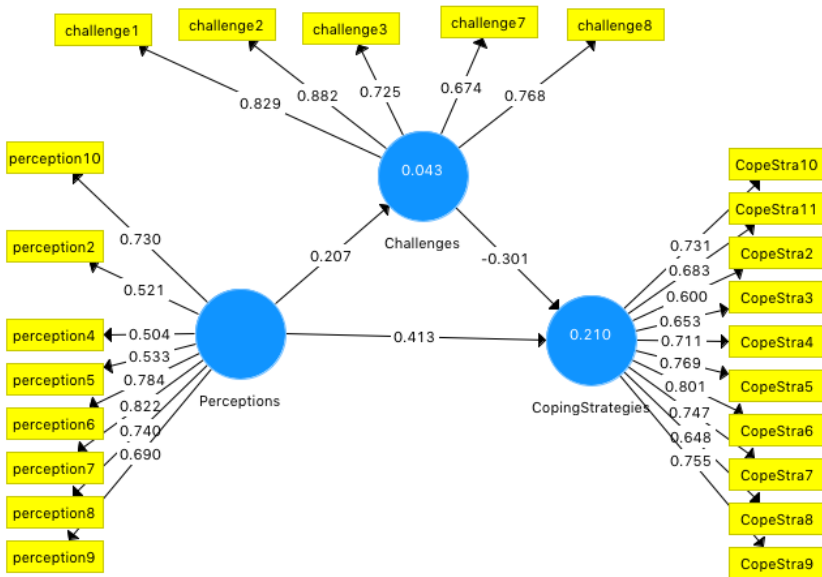 challenge1
challenge2
challenge3
challenge7
challenge8
0.829
0.882
0.725
0.674
0.768
0.043
Challenges
perception10
perception2
perception4
perception5
perception6
perception7
perception8
perception9
0.730
0.521
0.504
0.533
0.784
0.822
0.740
0.690
Perceptions
0.207
-0.301
0.413
0.210
CopingStrategies
0.731
0.683
0.600
0.653
0.711
0.769
0.801
0.747
0.648
0.755
CopeStra10
CopeStra11
CopeStra2
CopeStra3
CopeStra4
CopeStra5
CopeStra6
CopeStra7
CopeStra8
CopeStra9